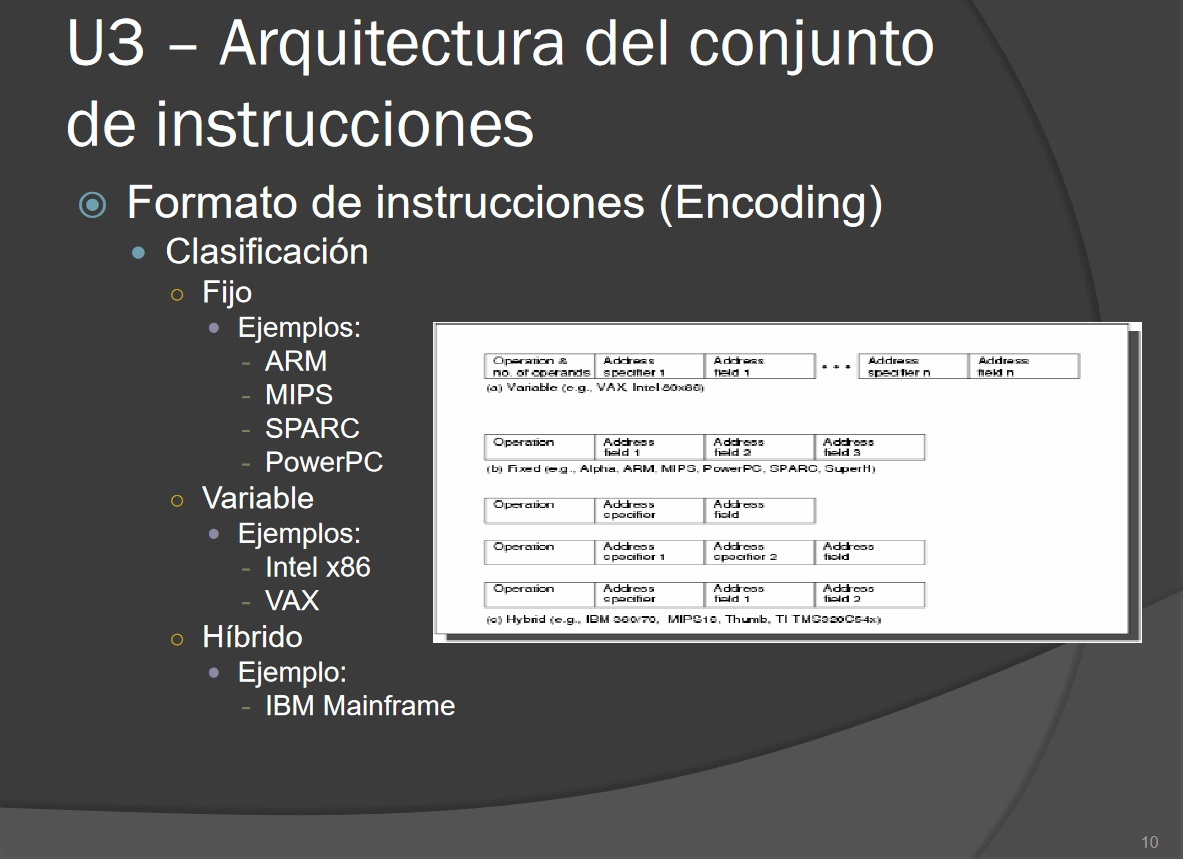 U3 – Arquitectura del conjunto
de instrucciones
Formato de instrucciones (Encoding)
Clasificación
Fijo
Ejemplos:
- ARM
- MIPS
- SPARC
- PowerPC
Variable
Ejemplos:
- Intel x86
- VAX
Híbrido
Ejemplo:
- IBM Mainframe
Operation & no. of operands Address specifier 1 Address field 1 • • • Address specifier n Address field n
(a) Variable (e.g., VAX, Intel 80x86)
Operation Address field 1 Address field 2 Address field 3
(b) Fixed (e.g., Alpha, ARM, MIPS, PowerPC, SPARC, SuperH)
Operation Address specifier Address field
Operation Address specifier 1 Address specifier 2 Address field
Operation Address specifier Address field 1 Address field 2
(c) Hybrid (e.g., IBM 360/70, MIPS16, Thumb, TI TMS320C54x)
10